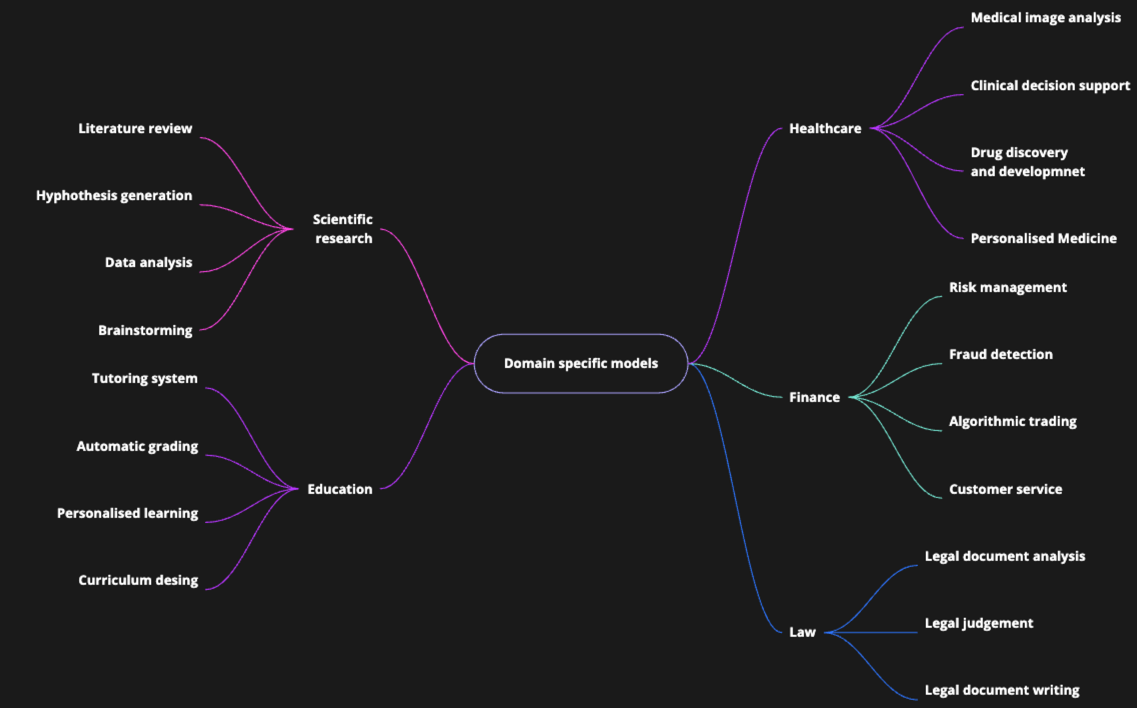 Domain specific models
Scientific
research
Literature review
Hyphothesis generation
Data analysis
Brainstorming
Education
Tutoring system
Automatic grading
Personalised learning
Curriculum desing
Healthcare
Medical image analysis
Clinical decision support
Drug discovery
and developmnet
Personalised Medicine
Finance
Risk management
Fraud detection
Algorithmic trading
Customer service
Law
Legal document analysis
Legal judgement
Legal document writing